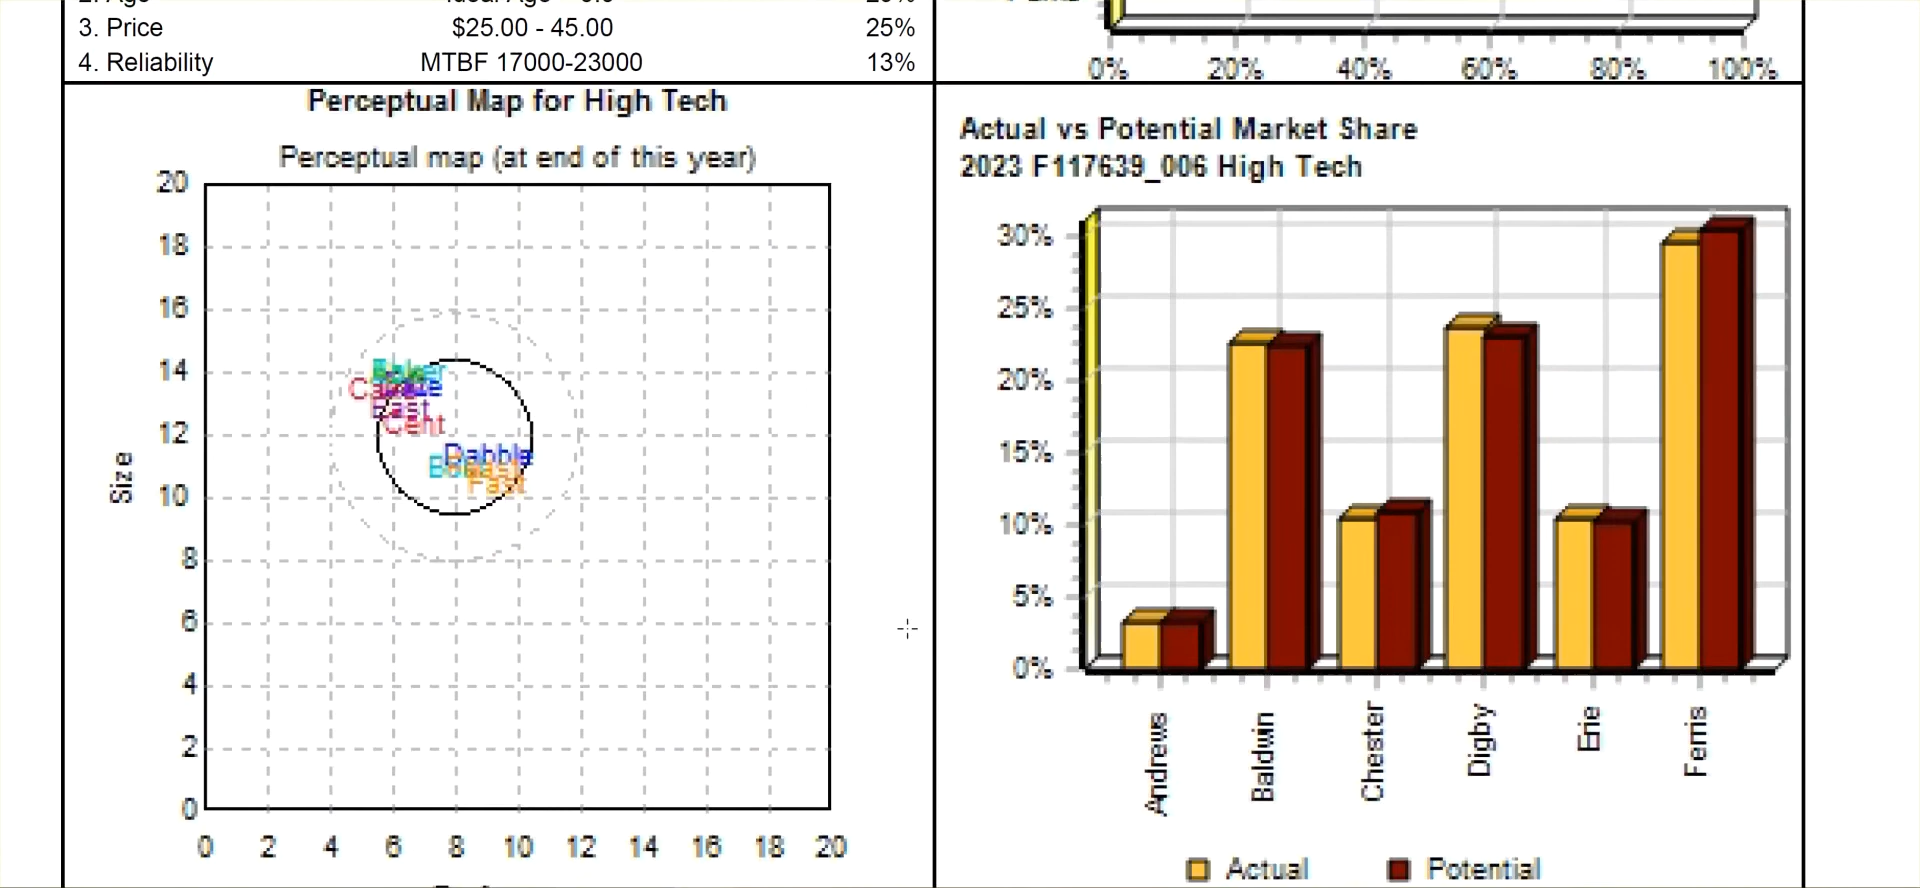 3. Price $25.00 - 45.00 25%
4. Reliability MTBF 17000-23000 13%
0% 20% 40% 60% 80% 100%
Perceptual Map for High Tech
Perceptual map (at end of this year)
20
18
16
14
12
10
8
6
4
2
0
Size
Cent
Dabble
Fast
0 2 4 6 8 10 12 14 16 18 20
Actual vs Potential Market Share
2023 F117639_006 High Tech
30%
25%
20%
15%
10%
5%
0%
Andrews
Baldwin
Chester
Digby
Erie
Ferris
Actual Potential